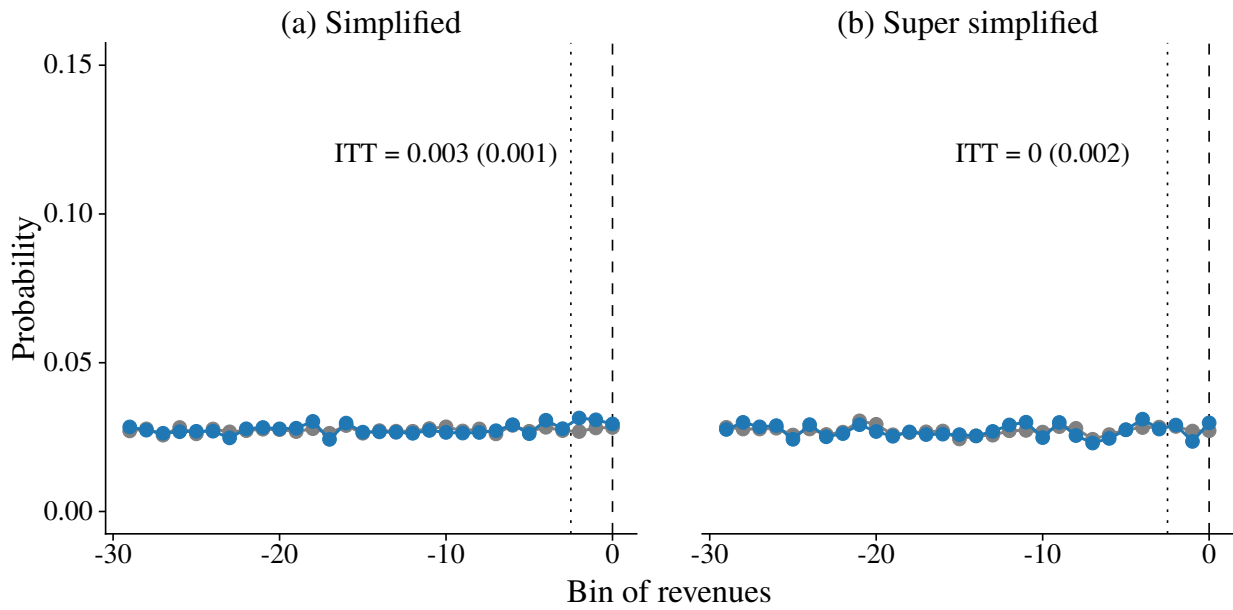 (a) Simplified
(b) Super simplified
0.15
ITT = 0.003 (0.001)
ITT = 0 (0.002)
0.10
Probability
0.05
0.00
-30 -20 -10 0
-30 -20 -10 0
Bin of revenues